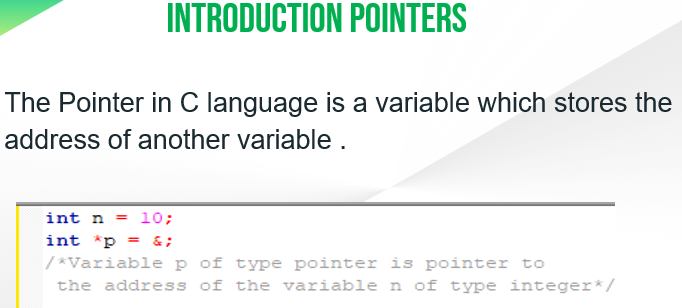 INTRODUCTION POINTERS
The Pointer in C language is a variable which stores the
address of another variable .
int n = 10;
int *p = &;
/*Variable p of type pointer is pointer to
the address of the variable n of type integer*/